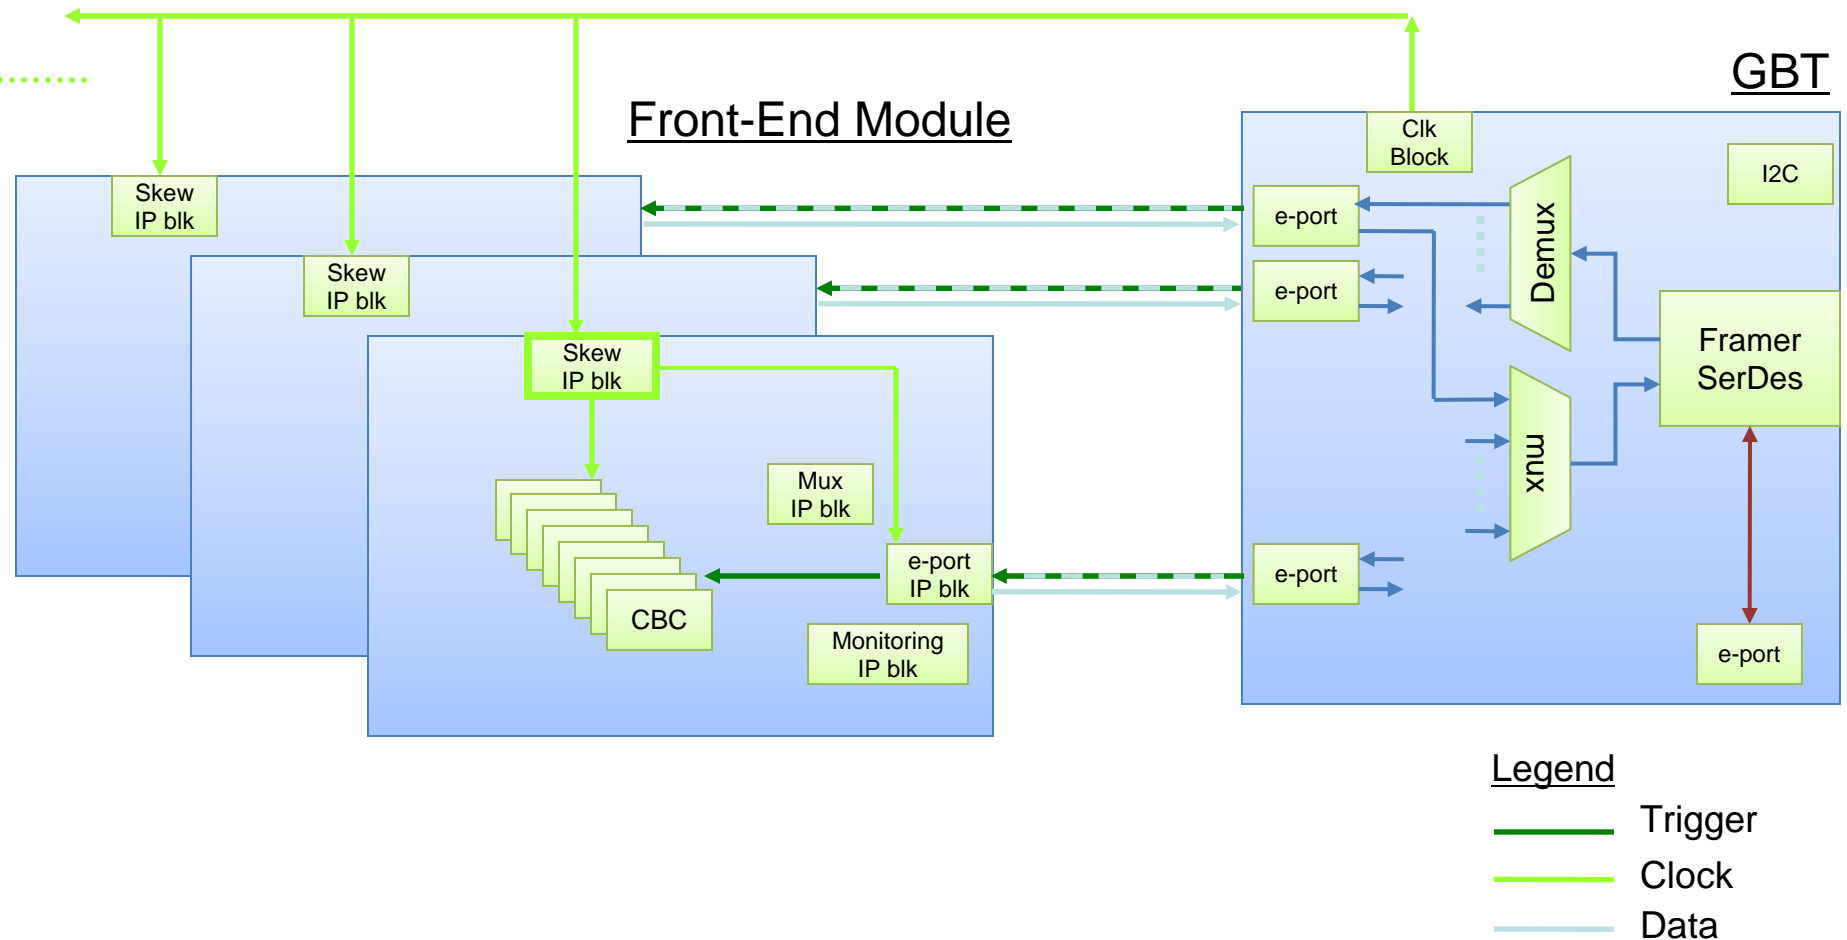 GBT
Front-End Module
Clk
Block
I2C
Skew
IP blk
e-port
Demux
Skew
IP blk
e-port
Framer
SerDes
Skew
IP blk
mux
Mux
IP blk
e-port
IP blk
e-port
CBC
Monitoring
IP blk
e-port
Legend
Trigger
Clock
Data